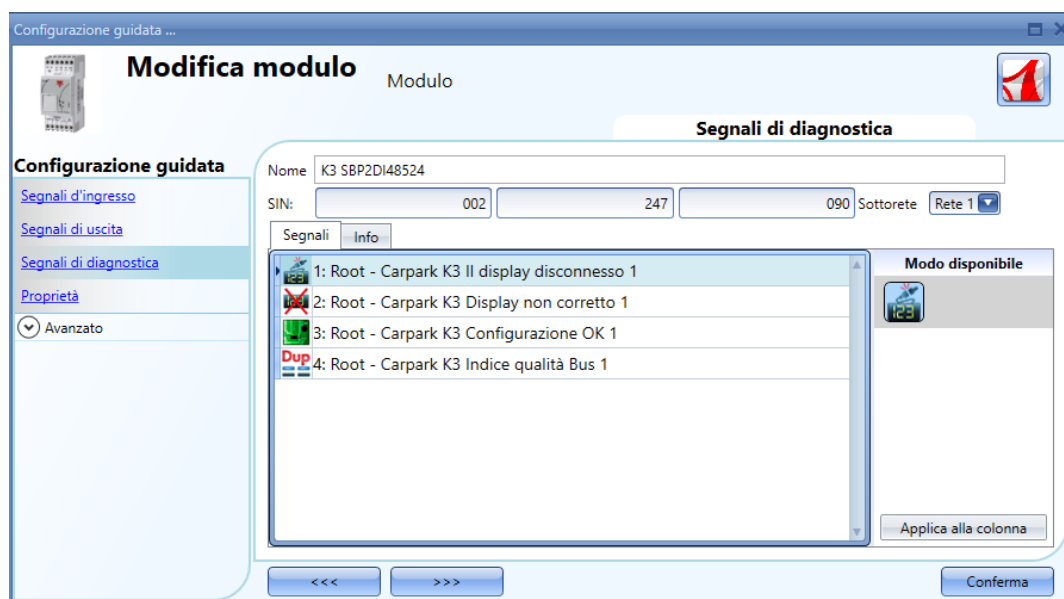 Configurazione guidata ...
Modifica modulo
Modulo
Segnali di diagnostica
Configurazione guidata
Segnali d'ingresso
Segnali di uscita
Segnali di diagnostica
Proprietà
Avanzato
Nome K3 SBP2DI48524
SIN: 002 247 090 Sottorete Rete 1
Segnali Info
1: Root - Carpark K3 Il display disconnesso 1
2: Root - Carpark K3 Display non corretto 1
3: Root - Carpark K3 Configurazione OK 1
Dup 4: Root - Carpark K3 Indice qualità Bus 1
Modo disponibile
123
Applica alla colonna
<<< >>> Conferma